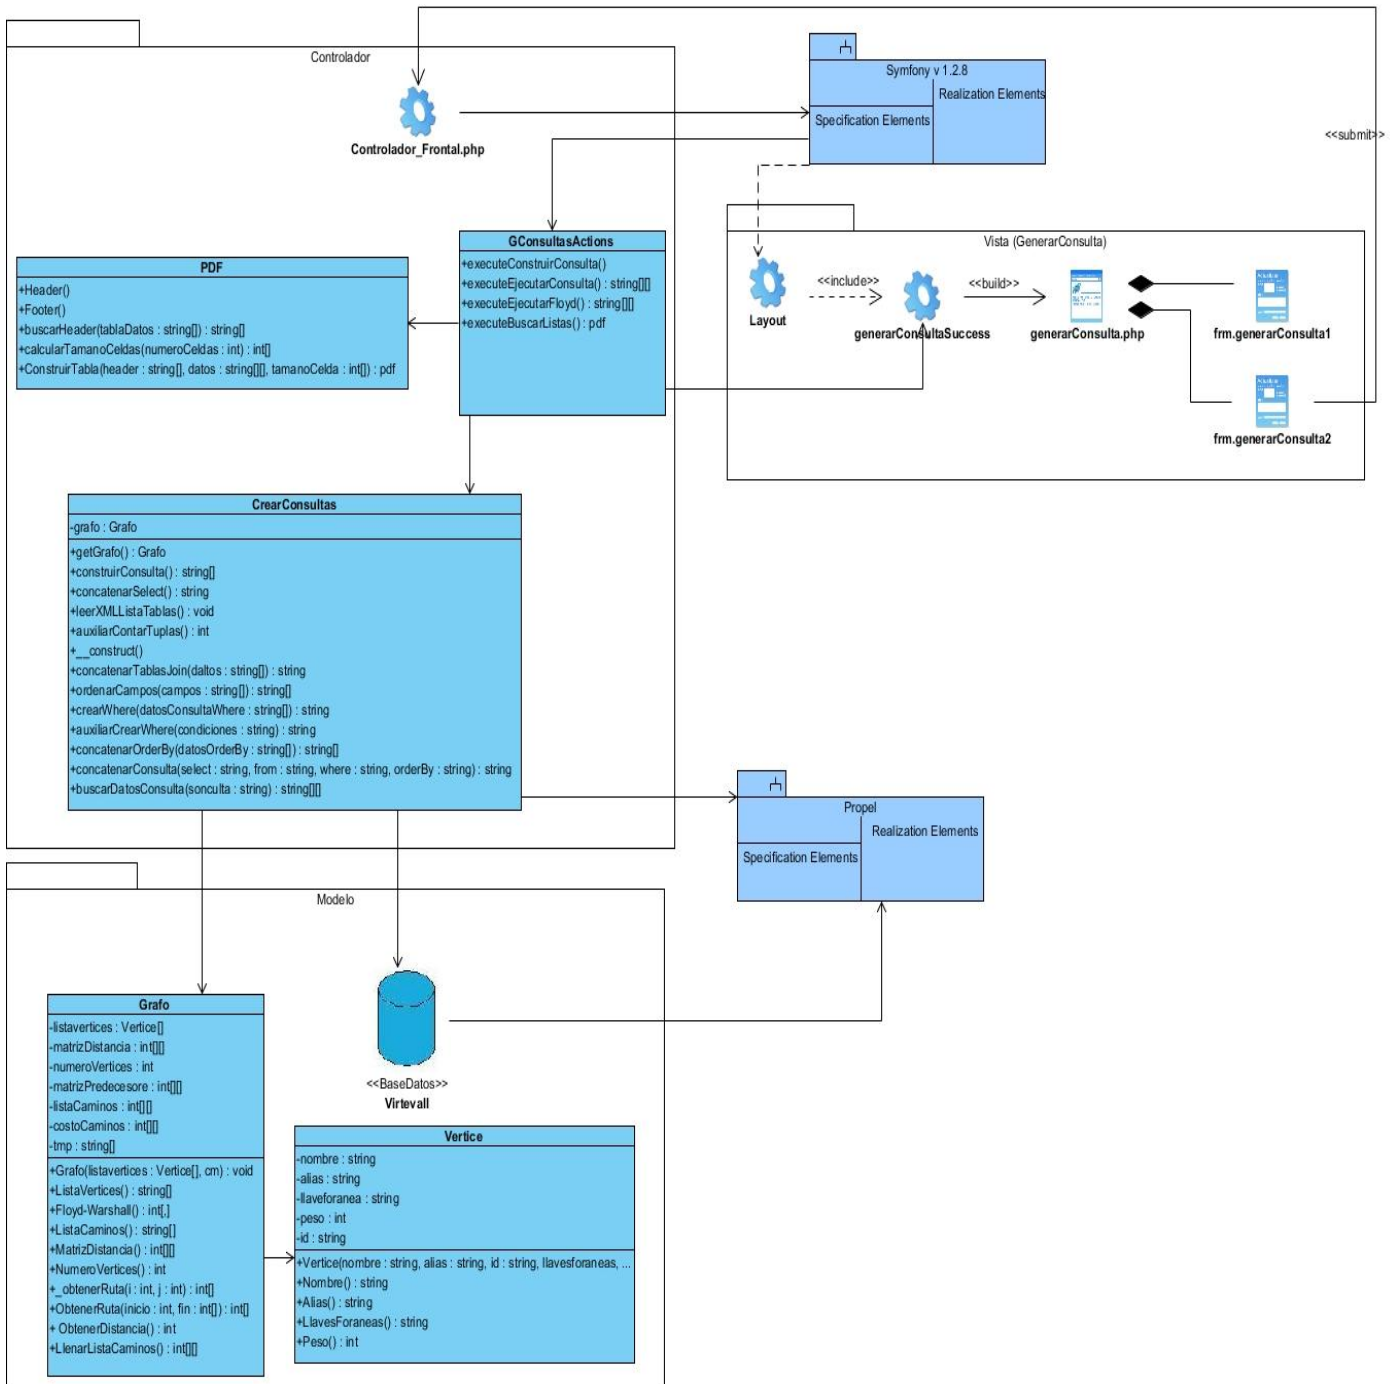 Controlador
Controlador_Frontal.php
Symfony v 1.2.8
Realization Elements
Specification Elements
<<submit>>
GConsultasActions
+executeConstruirConsulta()
+executeEjecutarConsulta() : string[][]
+executeEjecutarFloyd() : string[][]
+executeBuscarListas() : pdf
PDF
+Header()
+Footer()
+buscarHeader(tablaDatos : string[]) : string[]
+calcularTamanoCeldas(numeroCeldas : int) : int[]
+ConstruirTabla(header : string[], datos : string[][], tamanoCelda : int[]) : pdf
Vista (GenerarConsulta)
Layout
<<include>>
generarConsultaSuccess
<<build>>
generarConsulta.php
frm.generarConsulta1
frm.generarConsulta2
CrearConsultas
-grafo : Grafo
+getGrafo() : Grafo
+construirConsulta() : string[]
+concatenarSelect() : string
+leerXMLListaTablas() : void
+auxiliarContarTuplas() : int
+__construct()
+concatenarTablasJoin(daltos : string[]) : string
+ordenarCampos(campos : string[]) : string[]
+crearWhere(datosConsultaWhere : string[]) : string
+auxiliarCrearWhere(condiciones : string) : string
+concatenarOrderBy(datosOrderBy : string[]) : string[]
+concatenarConsulta(select : string, from : string, where : string, orderBy : string) : string
+buscarDatosConsulta(sonculta : string) : string[][]
Propel
Realization Elements
Specification Elements
Modelo
<<BaseDatos>>
Virtevall
Grafo
-listavertices : Vertice[]
-matrizDistancia : int[][]
-numeroVertices : int
-matrizPredecesore : int[][]
-listaCaminos : int[][]
-costoCaminos : int[][]
-tmp : string[]
+Grafo(listavertices : Vertice[], cm) : void
+ListaVertices() : string[]
+Floyd-Warshall() : int[,]
+ListaCaminos() : string[]
+MatrizDistancia() : int[][]
+NumeroVertices() : int
+_obtenerRuta(i : int, j : int) : int[]
+ObtenerRuta(inicio : int, fin : int[]) : int[]
+ ObtenerDistancia() : int
+LlenarListaCaminos() : int[][]
Vertice
-nombre : string
-alias : string
-llaveforanea : string
-peso : int
-id : string
+Vertice(nombre : string, alias : string, id : string, llavesforaneas, ...
+Nombre() : string
+Alias() : string
+LlavesForaneas() : string
+Peso() : int